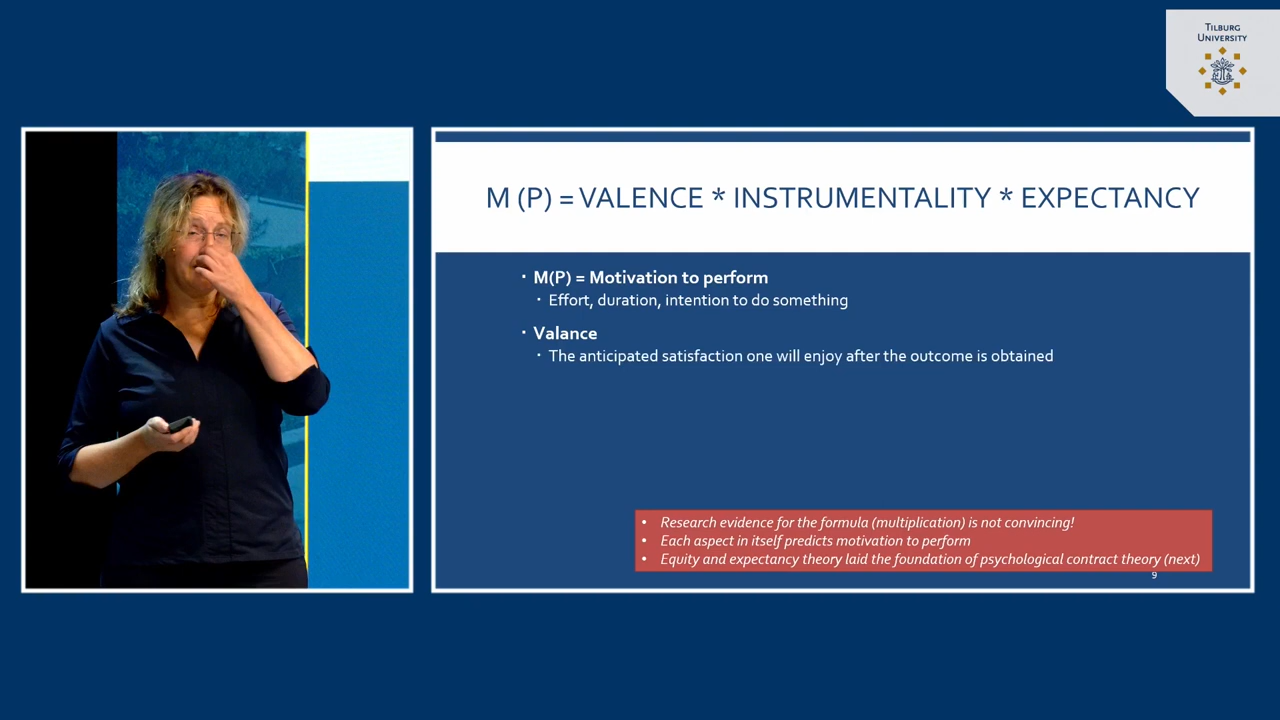 TILBURG
UNIVERSITY
M (P) = VALENCE * INSTRUMENTALITY * EXPECTANCY
▪ M(P) = Motivation to perform
▪ Effort, duration, intention to do something
▪ Valance
▪ The anticipated satisfaction one will enjoy after the outcome is obtained
• Research evidence for the formula (multiplication) is not convincing!
• Each aspect in itself predicts motivation to perform
• Equity and expectancy theory laid the foundation of psychological contract theory (next)
9